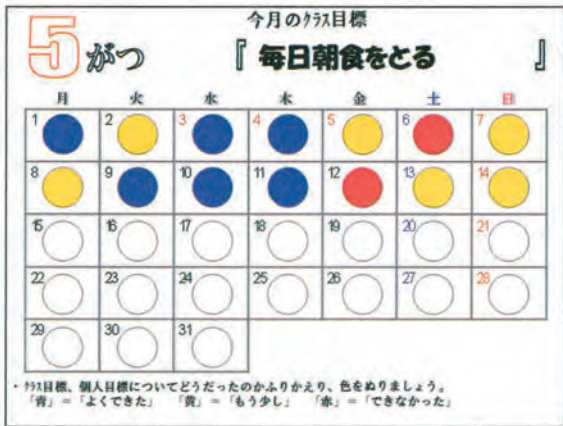 今月のｸﾗｽ目標
5がつ 『 毎日朝食をとる 』
月 火 水 木 金 土 日
1 2 3 4 5 6 7
8 9 10 11 12 13 14
15 16 17 18 19 20 21
22 23 24 25 26 27 28
29 30 31
・ｸﾗｽ目標、個人目標についてどうだったのかふりかえり、色をぬりましょう。
「青」＝「よくできた」 「黄」＝「もう少し」 「赤」＝「できなかった」